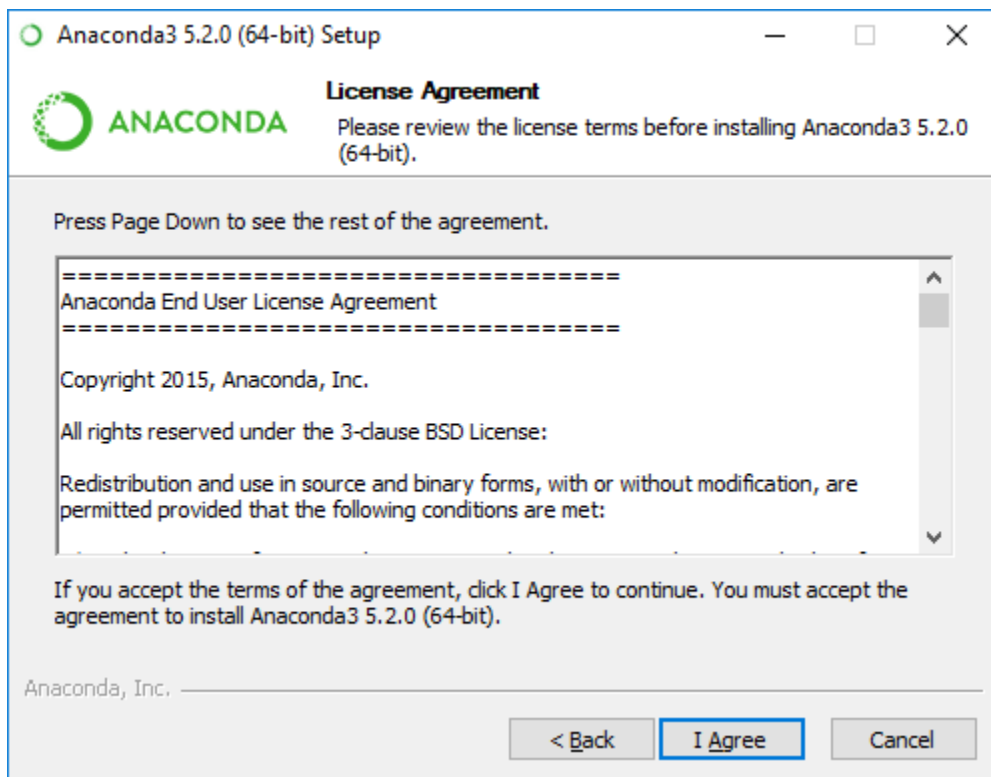 Anaconda3 5.2.0 (64-bit) Setup
ANACONDA
License Agreement
Please review the license terms before installing Anaconda3 5.2.0
(64-bit).
Press Page Down to see the rest of the agreement.
===================================
Anaconda End User License Agreement
===================================
Copyright 2015, Anaconda, Inc.
All rights reserved under the 3-clause BSD License:
Redistribution and use in source and binary forms, with or without modification, are
permitted provided that the following conditions are met:
If you accept the terms of the agreement, click I Agree to continue. You must accept the
agreement to install Anaconda3 5.2.0 (64-bit).
Anaconda, Inc.
< Back
I Agree
Cancel